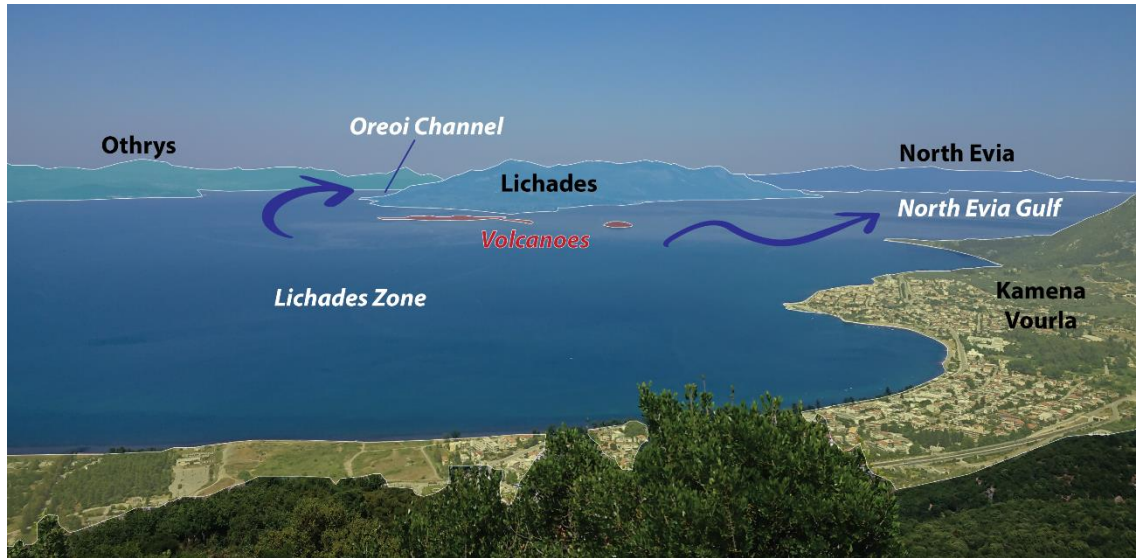 Oreoi Channel
Othrys
North Evia
Lichades
North Evia Gulf
Volcanoes
Lichades Zone
Kamena
Vourla